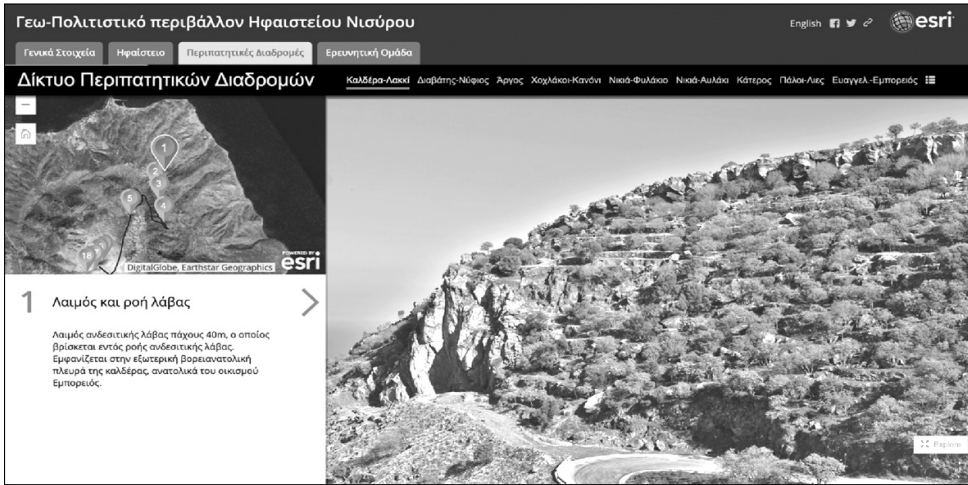 Γεω-Πολιτιστικό περιβάλλον Ηφαιστείου Νισύρου
English
esri
Γενικά Στοιχεία Ηφαίστειο Περιπατητικές Διαδρομές Ερευνητική Ομάδα
Δίκτυο Περιπατητικών Διαδρομών
Καλδέρα-Λακκί Διαβάτης-Νύφιος Άργος Χοχλάκοι-Κανόνι Νικιά-Φυλάκιο Νικιά-Αυλάκι Κάτερος Πάλοι-Λιες Ευαγγελ.-Εμπορειός
1
2
3
5
4
18
POWERED BY
esri
DigitalGlobe, Earthstar Geographics
1 Λαιμός και ροή λάβας
Λαιμός ανδεσιτικής λάβας πάχους 40m, ο οποίος
βρίσκεται εντός ροής ανδεσιτικής λάβας.
Εμφανίζεται στην εξωτερική βορειανατολική
πλευρά της καλδέρας, ανατολικά του οικισμού
Εμπορειός.
Explore